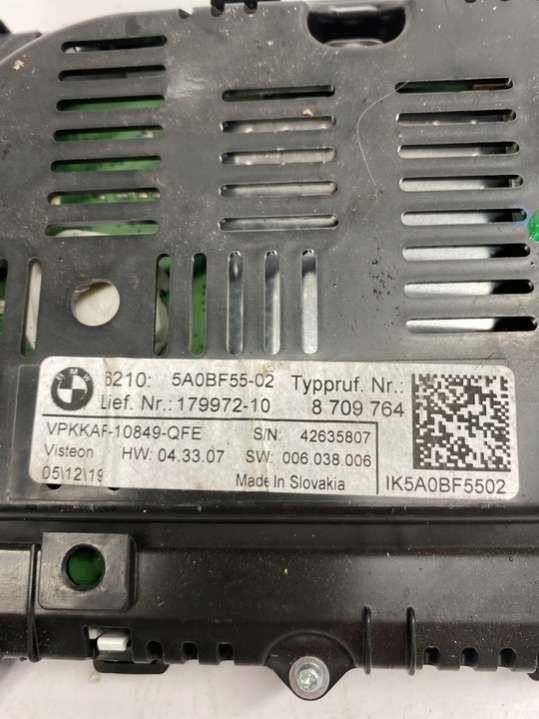 BMW 6210: 5A0BF55-02 Typpruf. Nr.:
Lief. Nr.:179972-10 8 709 764
VPKKAF-10849-QFE S/N: 42635807
Visteon HW: 04.33.07 SW: 006.038.006
05\12\19 Made In Slovakia IK5A0BF5502